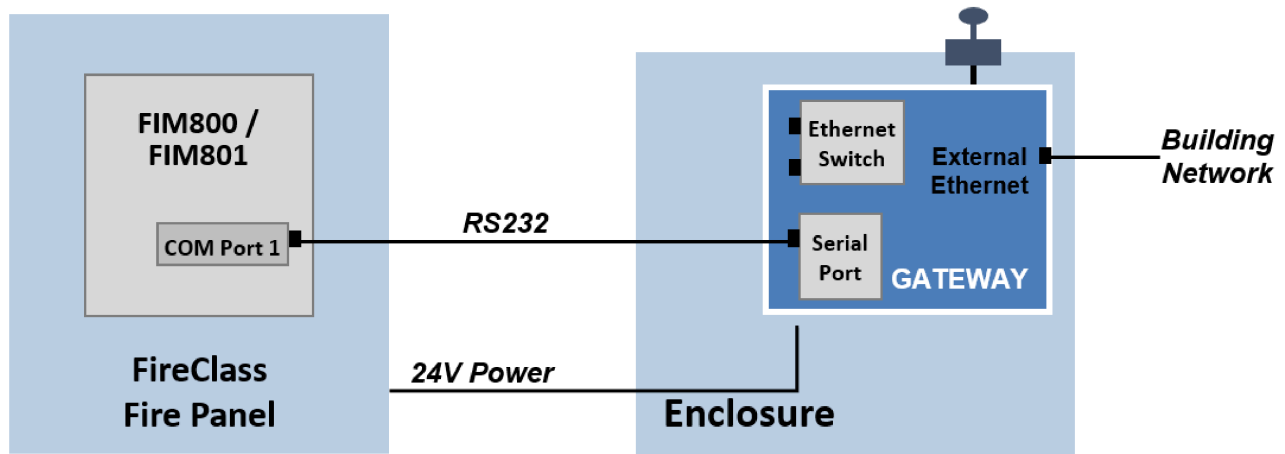 FIM800 /
FIM801
COM Port 1
FireClass
Fire Panel
RS232
24V Power
Ethernet
Switch
External
Ethernet
Serial
Port
GATEWAY
Enclosure
Building
Network